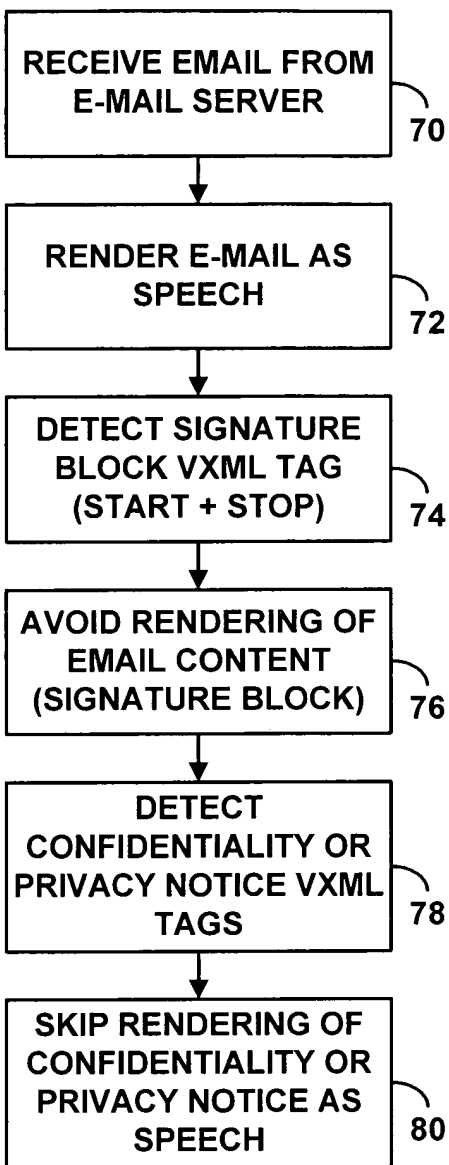 RECEIVE EMAIL FROM
E-MAIL SERVER
70
RENDER E-MAIL AS
SPEECH
72
DETECT SIGNATURE
BLOCK VXML TAG
(START + STOP)
74
AVOID RENDERING OF
EMAIL CONTENT
(SIGNATURE BLOCK)
76
DETECT
CONFIDENTIALITY OR
PRIVACY NOTICE VXML
TAGS
78
SKIP RENDERING OF
CONFIDENTIALITY OR
PRIVACY NOTICE AS
SPEECH
80